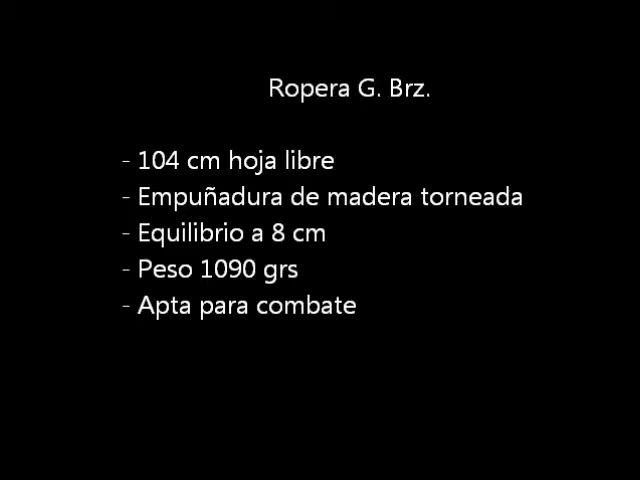 Ropera G. Brz.
- 104 cm hoja libre
- Empuñadura de madera torneada
- Equilibrio a 8 cm
- Peso 1090 grs
- Apta para combate